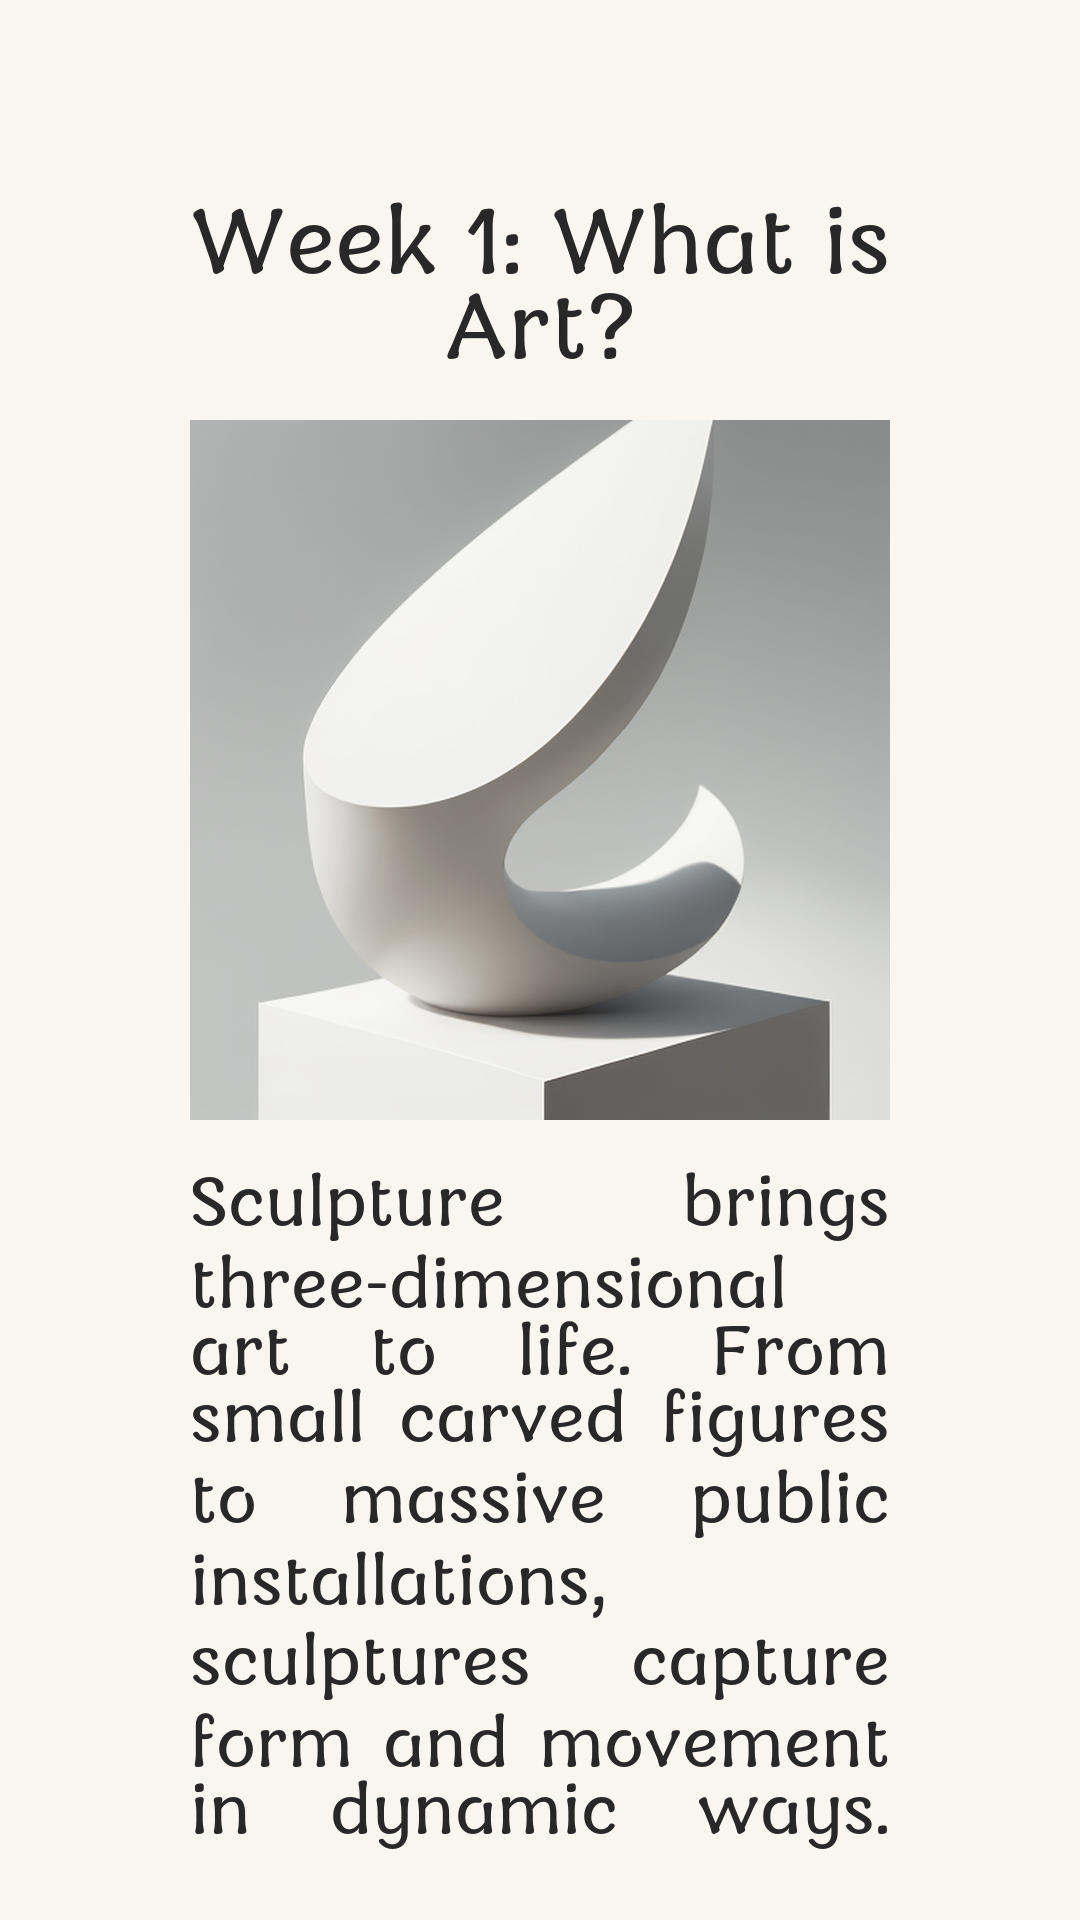 Week 1: What is
Art?
Sculpture brings
three-dimensional
art to life. From
small carved figures
to massive public
installations,
sculptures capture
form and movement
in dynamic ways.